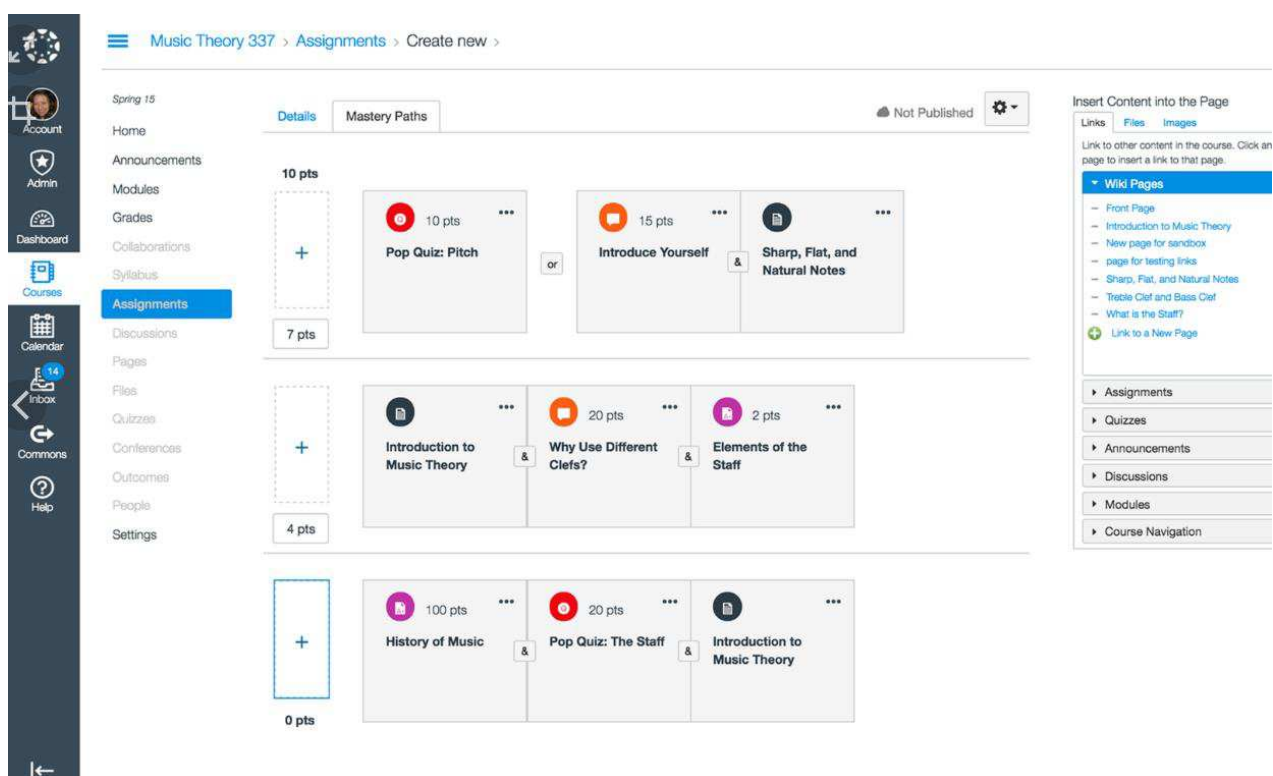 Music Theory 337 > Assignments > Create new >
Account
Admin
Dashboard
Courses
Calendar
14
Inbox
Commons
Help
Spring 15
Home
Announcements
Modules
Grades
Collaborations
Syllabus
Assignments
Discussions
Pages
Files
Quizzes
Conferences
Outcomes
People
Settings
Details
Mastery Paths
Not Published
10 pts
+
7 pts
10 pts
Pop Quiz: Pitch
or
15 pts
Introduce Yourself
&
Sharp, Flat, and
Natural Notes
+
4 pts
Introduction to
Music Theory
&
20 pts
Why Use Different
Clefs?
&
2 pts
Elements of the
Staff
+
0 pts
100 pts
History of Music
&
20 pts
Pop Quiz: The Staff
&
Introduction to
Music Theory
Insert Content into the Page
Links Files Images
Link to other content in the course. Click an
page to insert a link to that page.
Wiki Pages
– Front Page
– Introduction to Music Theory
– New page for sandbox
– page for testing links
– Sharp, Flat, and Natural Notes
– Treble Clef and Bass Clef
– What is the Staff?
Link to a New Page
Assignments
Quizzes
Announcements
Discussions
Modules
Course Navigation